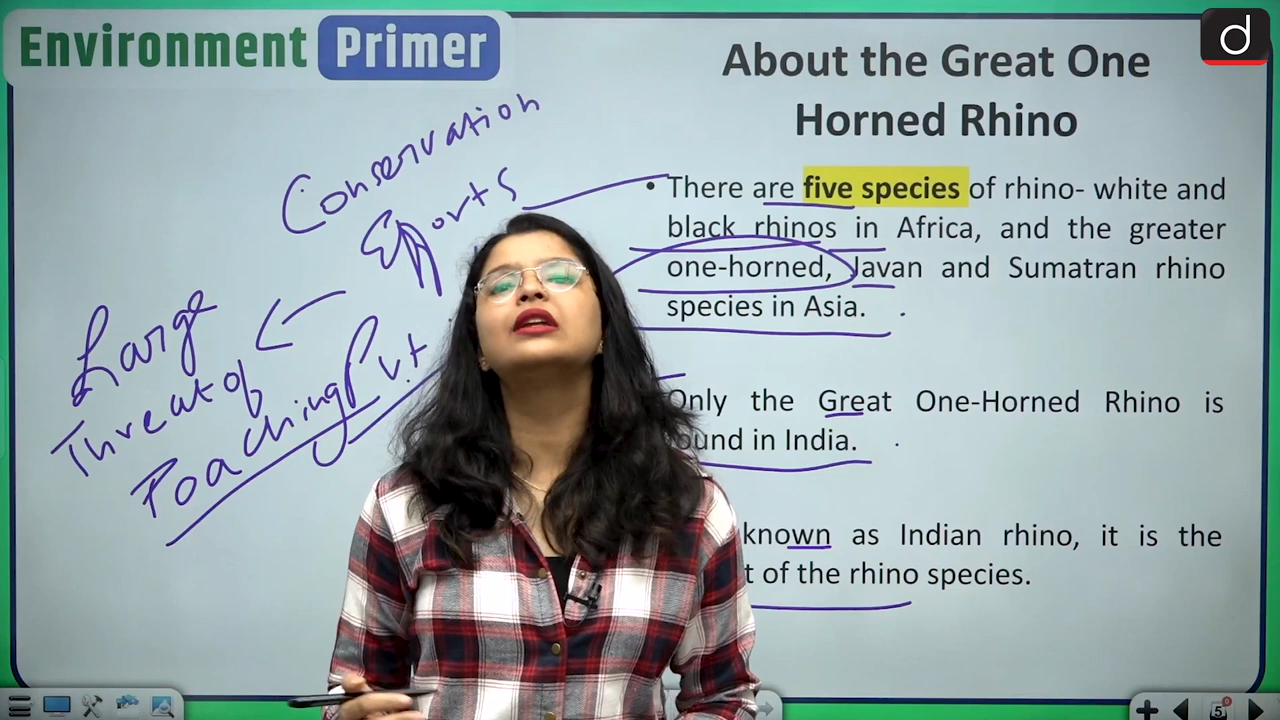 Environment Primer
d
About the Great One
Horned Rhino
• There are five species of rhino- white and
black rhinos in Africa, and the greater
one-horned, Javan and Sumatran rhino
species in Asia.
Only the Great One-Horned Rhino is
ound in India.
known as Indian rhino, it is the
t of the rhino species.
Conservation
Efforts
Large
Threat of
Poaching
Pvt
5